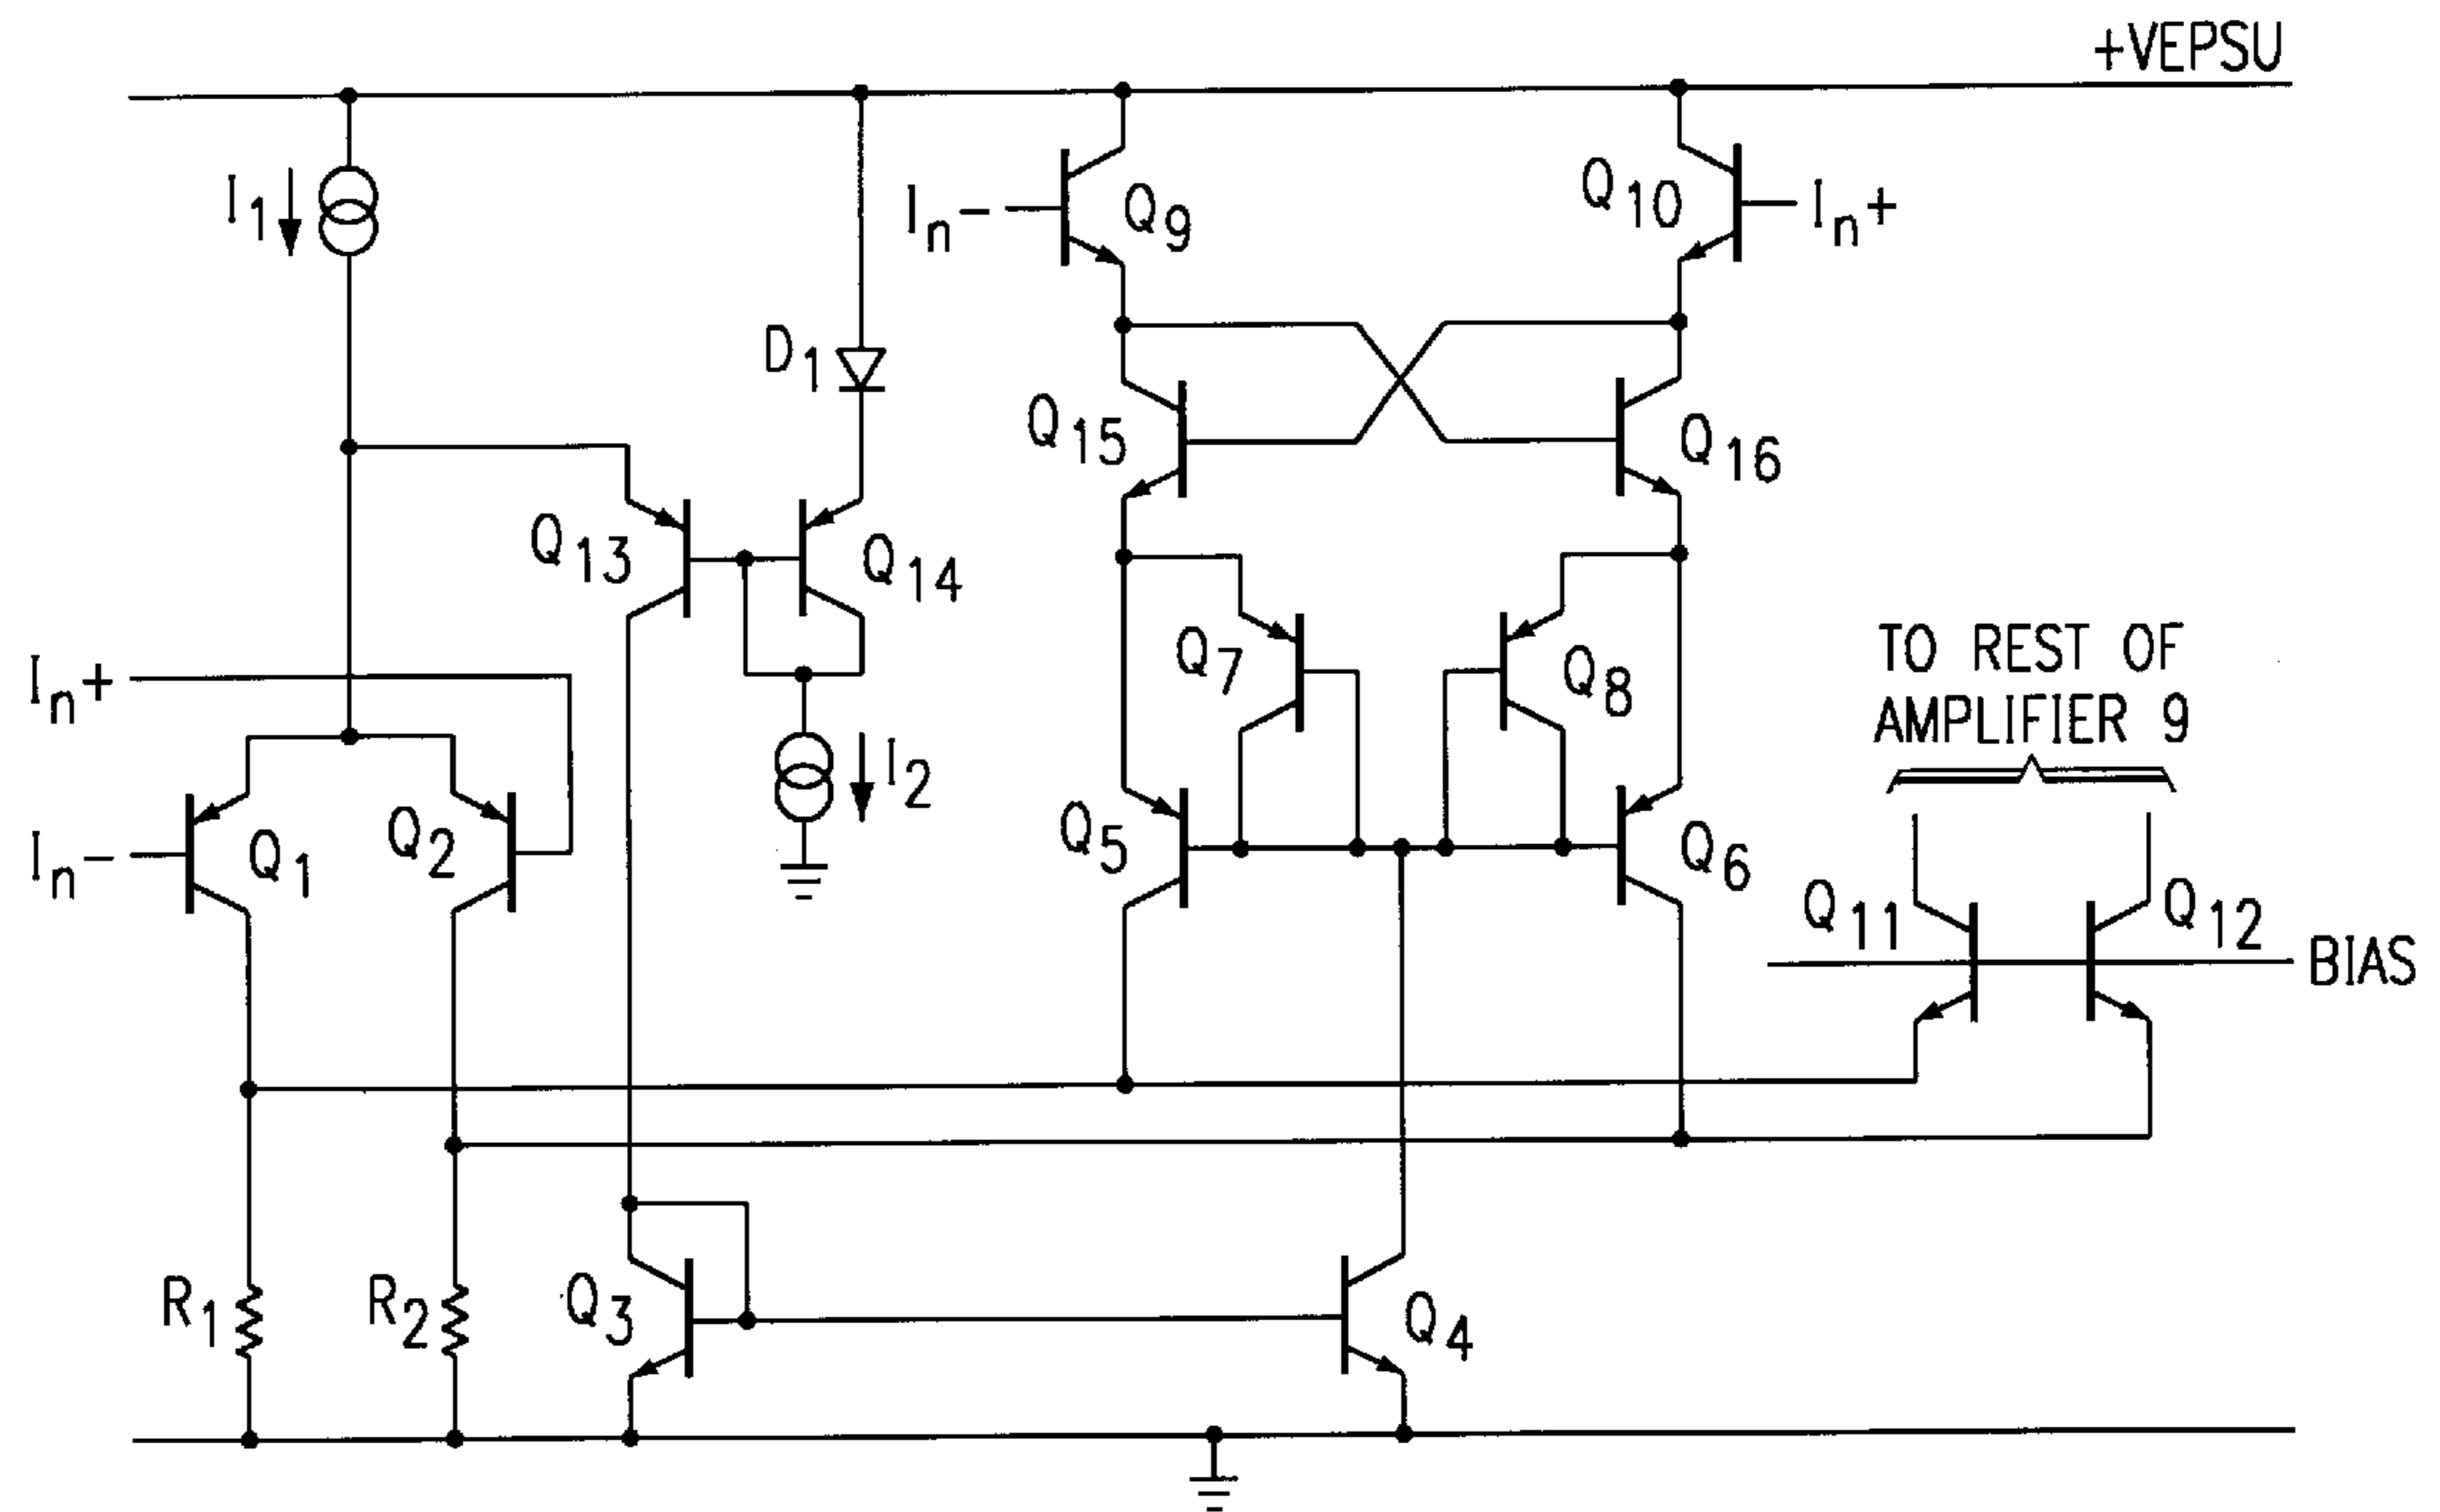 +VEPSU
I1
In-
Q9
Q10
In+
D1
Q15
Q16
Q13
Q14
In+
Q7
Q8
TO REST OF
AMPLIFIER 9
I2
In-
Q1
Q2
Q5
Q6
Q11
Q12
BIAS
R1
R2
Q3
Q4